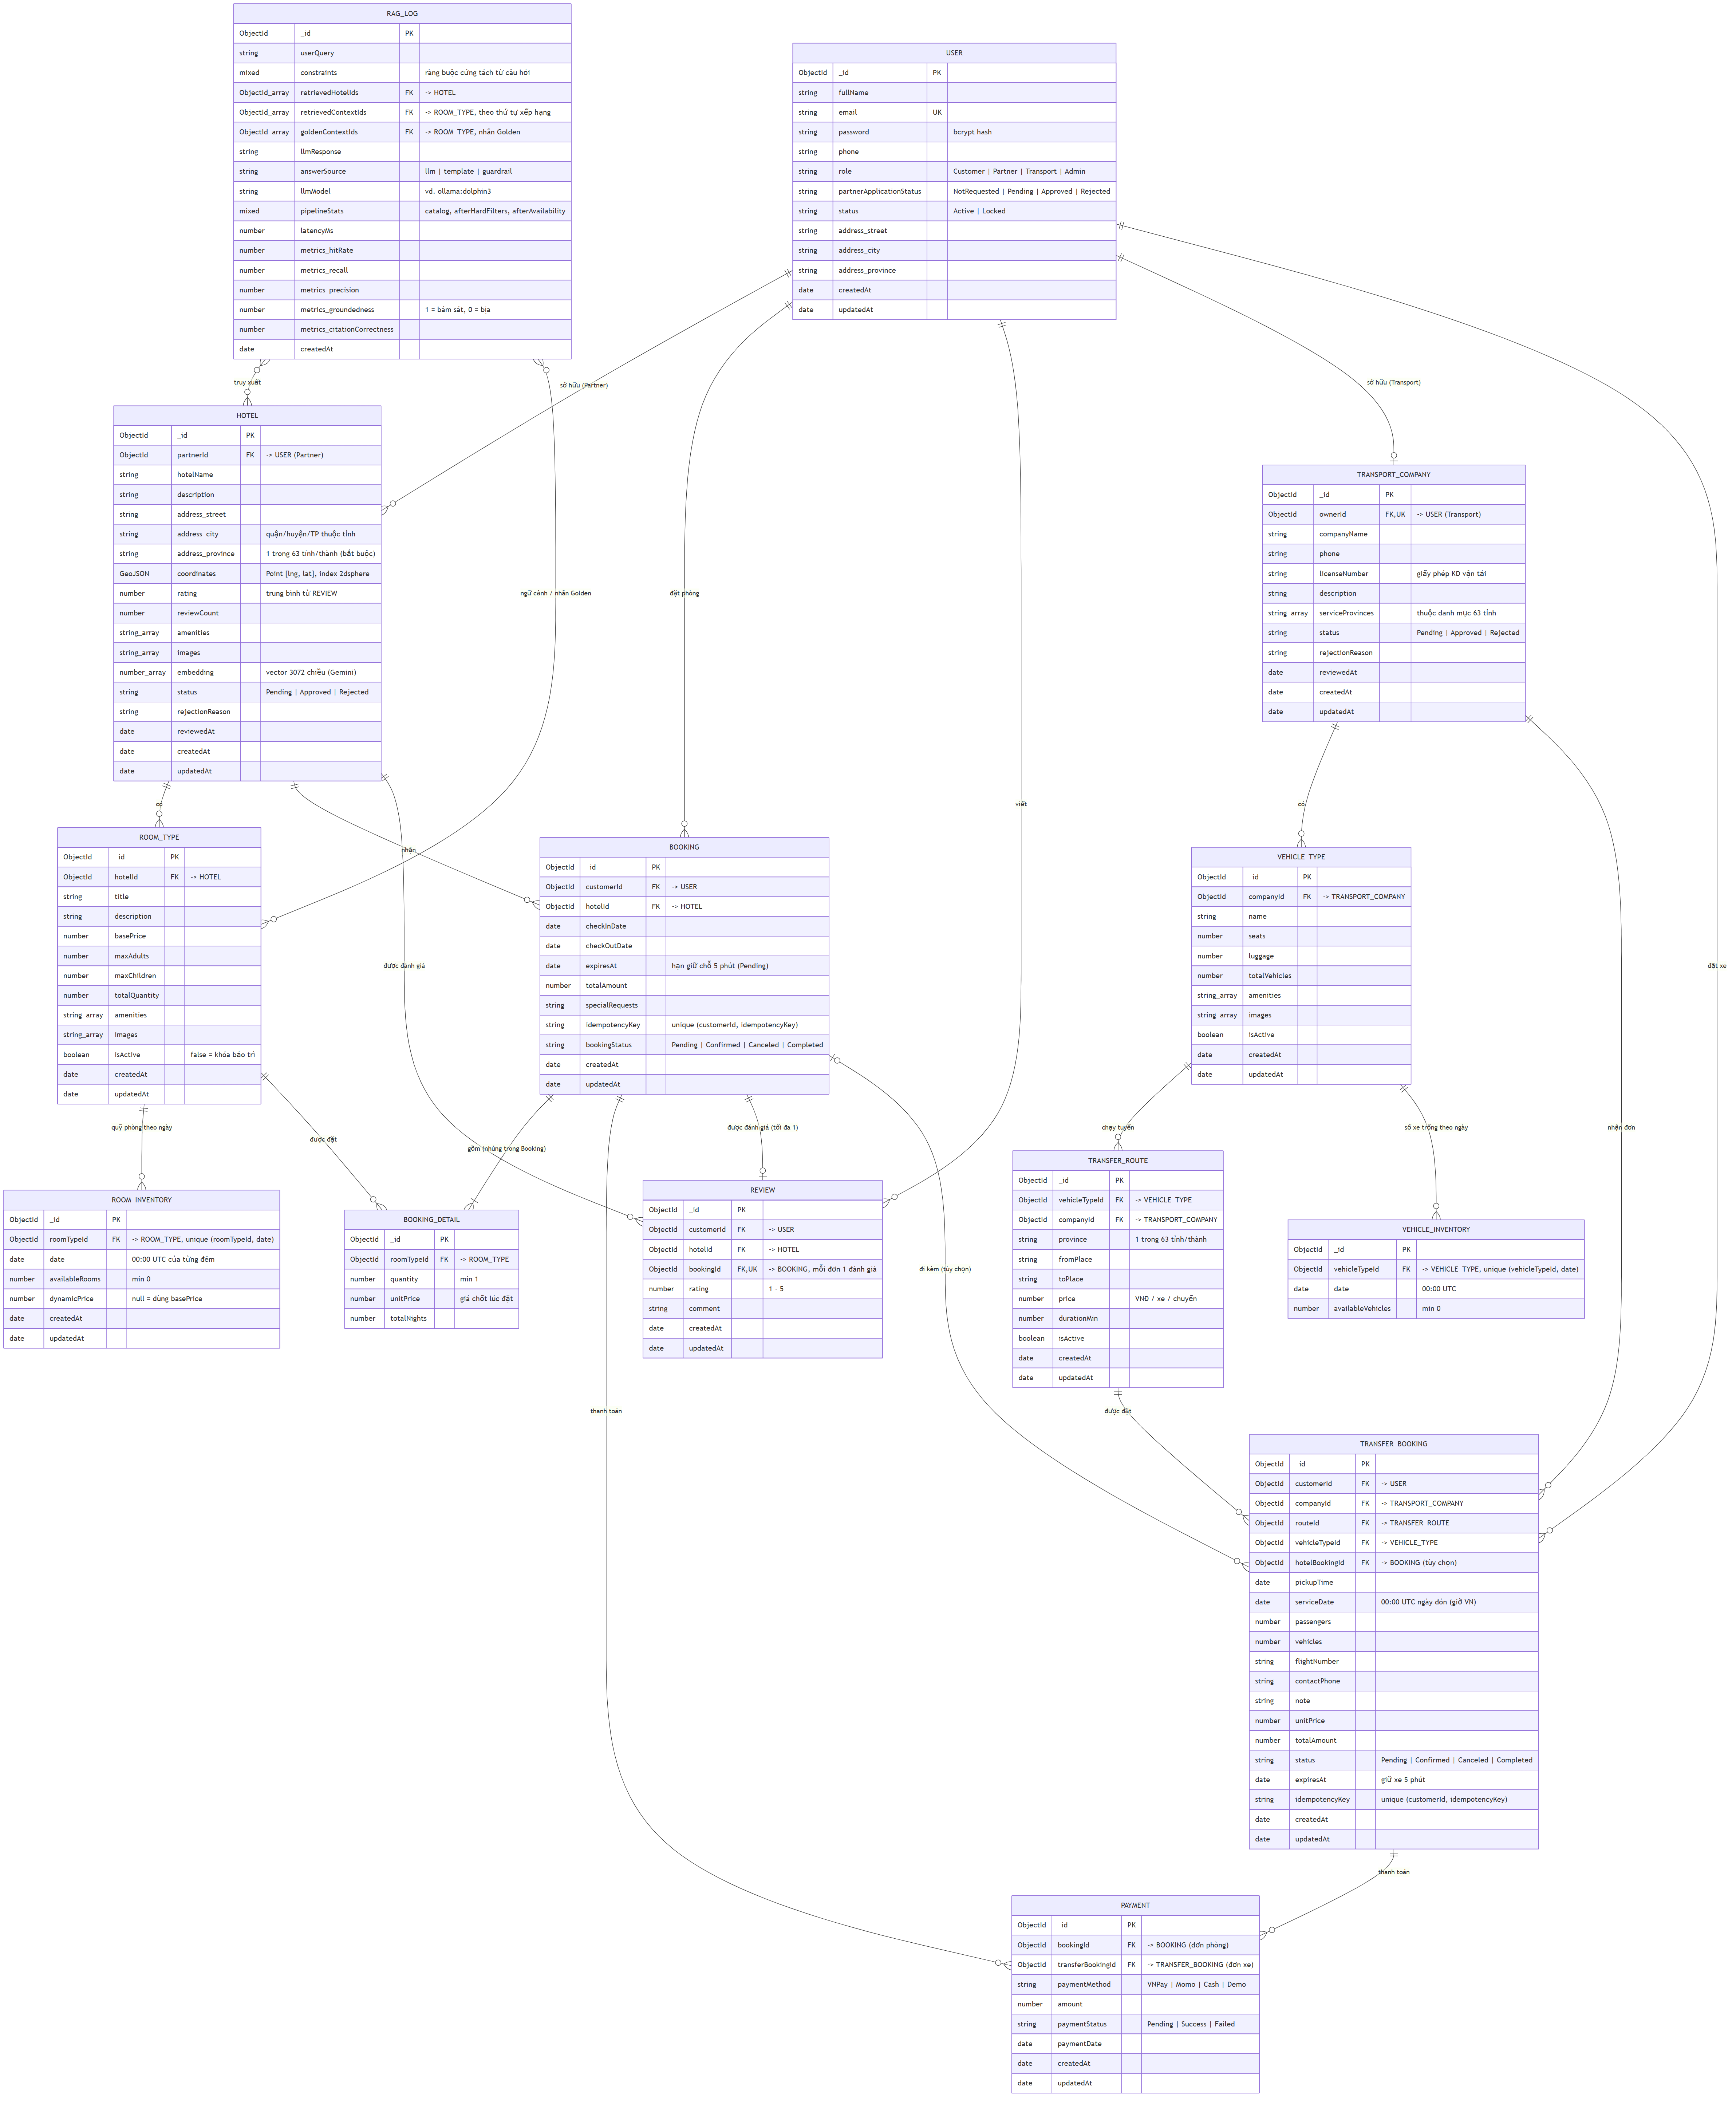 RAG_LOG
ObjectId _id PK
string userQuery
mixed constraints ràng buộc cứng tách từ câu hỏi
ObjectId_array retrievedHotelIds FK -> HOTEL
ObjectId_array retrievedContextIds FK -> ROOM_TYPE, theo thứ tự xếp hạng
ObjectId_array goldenContextIds FK -> ROOM_TYPE, nhãn Golden
string llmResponse
string answerSource llm | template | guardrail
string llmModel vd. ollama:dolphin3
mixed pipelineStats catalog, afterHardFilters, afterAvailability
number latencyMs
number metrics_hitRate
number metrics_recall
number metrics_precision
number metrics_groundedness 1 = bám sát, 0 = bịa
number metrics_citationCorrectness
date createdAt
USER
ObjectId _id PK
string fullName
string email UK
string password bcrypt hash
string phone
string role Customer | Partner | Transport | Admin
string partnerApplicationStatus NotRequested | Pending | Approved | Rejected
string status Active | Locked
string address_street
string address_city
string address_province
date createdAt
date updatedAt
truy xuất
sở hữu (Partner)
sở hữu (Transport)
HOTEL
ObjectId _id PK
ObjectId partnerId FK -> USER (Partner)
string hotelName
string description
string address_street
string address_city quận/huyện/TP thuộc tỉnh
string address_province 1 trong 63 tỉnh/thành (bắt buộc)
GeoJSON coordinates Point [lng, lat], index 2dsphere
number rating trung bình từ REVIEW
number reviewCount
string_array amenities
string_array images
number_array embedding vector 3072 chiều (Gemini)
string status Pending | Approved | Rejected
string rejectionReason
date reviewedAt
date createdAt
date updatedAt
ngữ cảnh / nhãn Golden
đặt phòng
TRANSPORT_COMPANY
ObjectId _id PK
ObjectId ownerId FK,UK -> USER (Transport)
string companyName
string phone
string licenseNumber giấy phép KD vận tải
string description
string_array serviceProvinces thuộc danh mục 63 tỉnh
string status Pending | Approved | Rejected
string rejectionReason
date reviewedAt
date createdAt
date updatedAt
có
viết
có
nhận
ROOM_TYPE
ObjectId _id PK
ObjectId hotelId FK -> HOTEL
string title
string description
number basePrice
number maxAdults
number maxChildren
number totalQuantity
string_array amenities
string_array images
boolean isActive false = khóa bảo trì
date createdAt
date updatedAt
được đánh giá
BOOKING
ObjectId _id PK
ObjectId customerId FK -> USER
ObjectId hotelId FK -> HOTEL
date checkInDate
date checkOutDate
date expiresAt hạn giữ chỗ 5 phút (Pending)
number totalAmount
string specialRequests
string idempotencyKey unique (customerId, idempotencyKey)
string bookingStatus Pending | Confirmed | Canceled | Completed
date createdAt
date updatedAt
VEHICLE_TYPE
ObjectId _id PK
ObjectId companyId FK -> TRANSPORT_COMPANY
string name
number seats
number luggage
number totalVehicles
string_array amenities
string_array images
boolean isActive
date createdAt
date updatedAt
đặt xe
quỹ phòng theo ngày
được đặt
gồm (nhúng trong Booking)
được đánh giá (tối đa 1)
chạy tuyến
số xe trống theo ngày
nhận đơn
ROOM_INVENTORY
ObjectId _id PK
ObjectId roomTypeId FK -> ROOM_TYPE, unique (roomTypeId, date)
date date 00:00 UTC của từng đêm
number availableRooms min 0
number dynamicPrice null = dùng basePrice
date createdAt
date updatedAt
BOOKING_DETAIL
ObjectId _id PK
ObjectId roomTypeId FK -> ROOM_TYPE
number quantity min 1
number unitPrice giá chốt lúc đặt
number totalNights
REVIEW
ObjectId _id PK
ObjectId customerId FK -> USER
ObjectId hotelId FK -> HOTEL
ObjectId bookingId FK,UK -> BOOKING, mỗi đơn 1 đánh giá
number rating 1 - 5
string comment
date createdAt
date updatedAt
đi kèm (tùy chọn)
TRANSFER_ROUTE
ObjectId _id PK
ObjectId vehicleTypeId FK -> VEHICLE_TYPE
ObjectId companyId FK -> TRANSPORT_COMPANY
string province 1 trong 63 tỉnh/thành
string fromPlace
string toPlace
number price VNĐ / xe / chuyến
number durationMin
boolean isActive
date createdAt
date updatedAt
VEHICLE_INVENTORY
ObjectId _id PK
ObjectId vehicleTypeId FK -> VEHICLE_TYPE, unique (vehicleTypeId, date)
date date 00:00 UTC
number availableVehicles min 0
thanh toán
được đặt
TRANSFER_BOOKING
ObjectId _id PK
ObjectId customerId FK -> USER
ObjectId companyId FK -> TRANSPORT_COMPANY
ObjectId routeId FK -> TRANSFER_ROUTE
ObjectId vehicleTypeId FK -> VEHICLE_TYPE
ObjectId hotelBookingId FK -> BOOKING (tùy chọn)
date pickupTime
date serviceDate 00:00 UTC ngày đón (giờ VN)
number passengers
number vehicles
string flightNumber
string contactPhone
string note
number unitPrice
number totalAmount
string status Pending | Confirmed | Canceled | Completed
date expiresAt giữ xe 5 phút
string idempotencyKey unique (customerId, idempotencyKey)
date createdAt
date updatedAt
thanh toán
PAYMENT
ObjectId _id PK
ObjectId bookingId FK -> BOOKING (đơn phòng)
ObjectId transferBookingId FK -> TRANSFER_BOOKING (đơn xe)
string paymentMethod VNPay | Momo | Cash | Demo
number amount
string paymentStatus Pending | Success | Failed
date paymentDate
date createdAt
date updatedAt